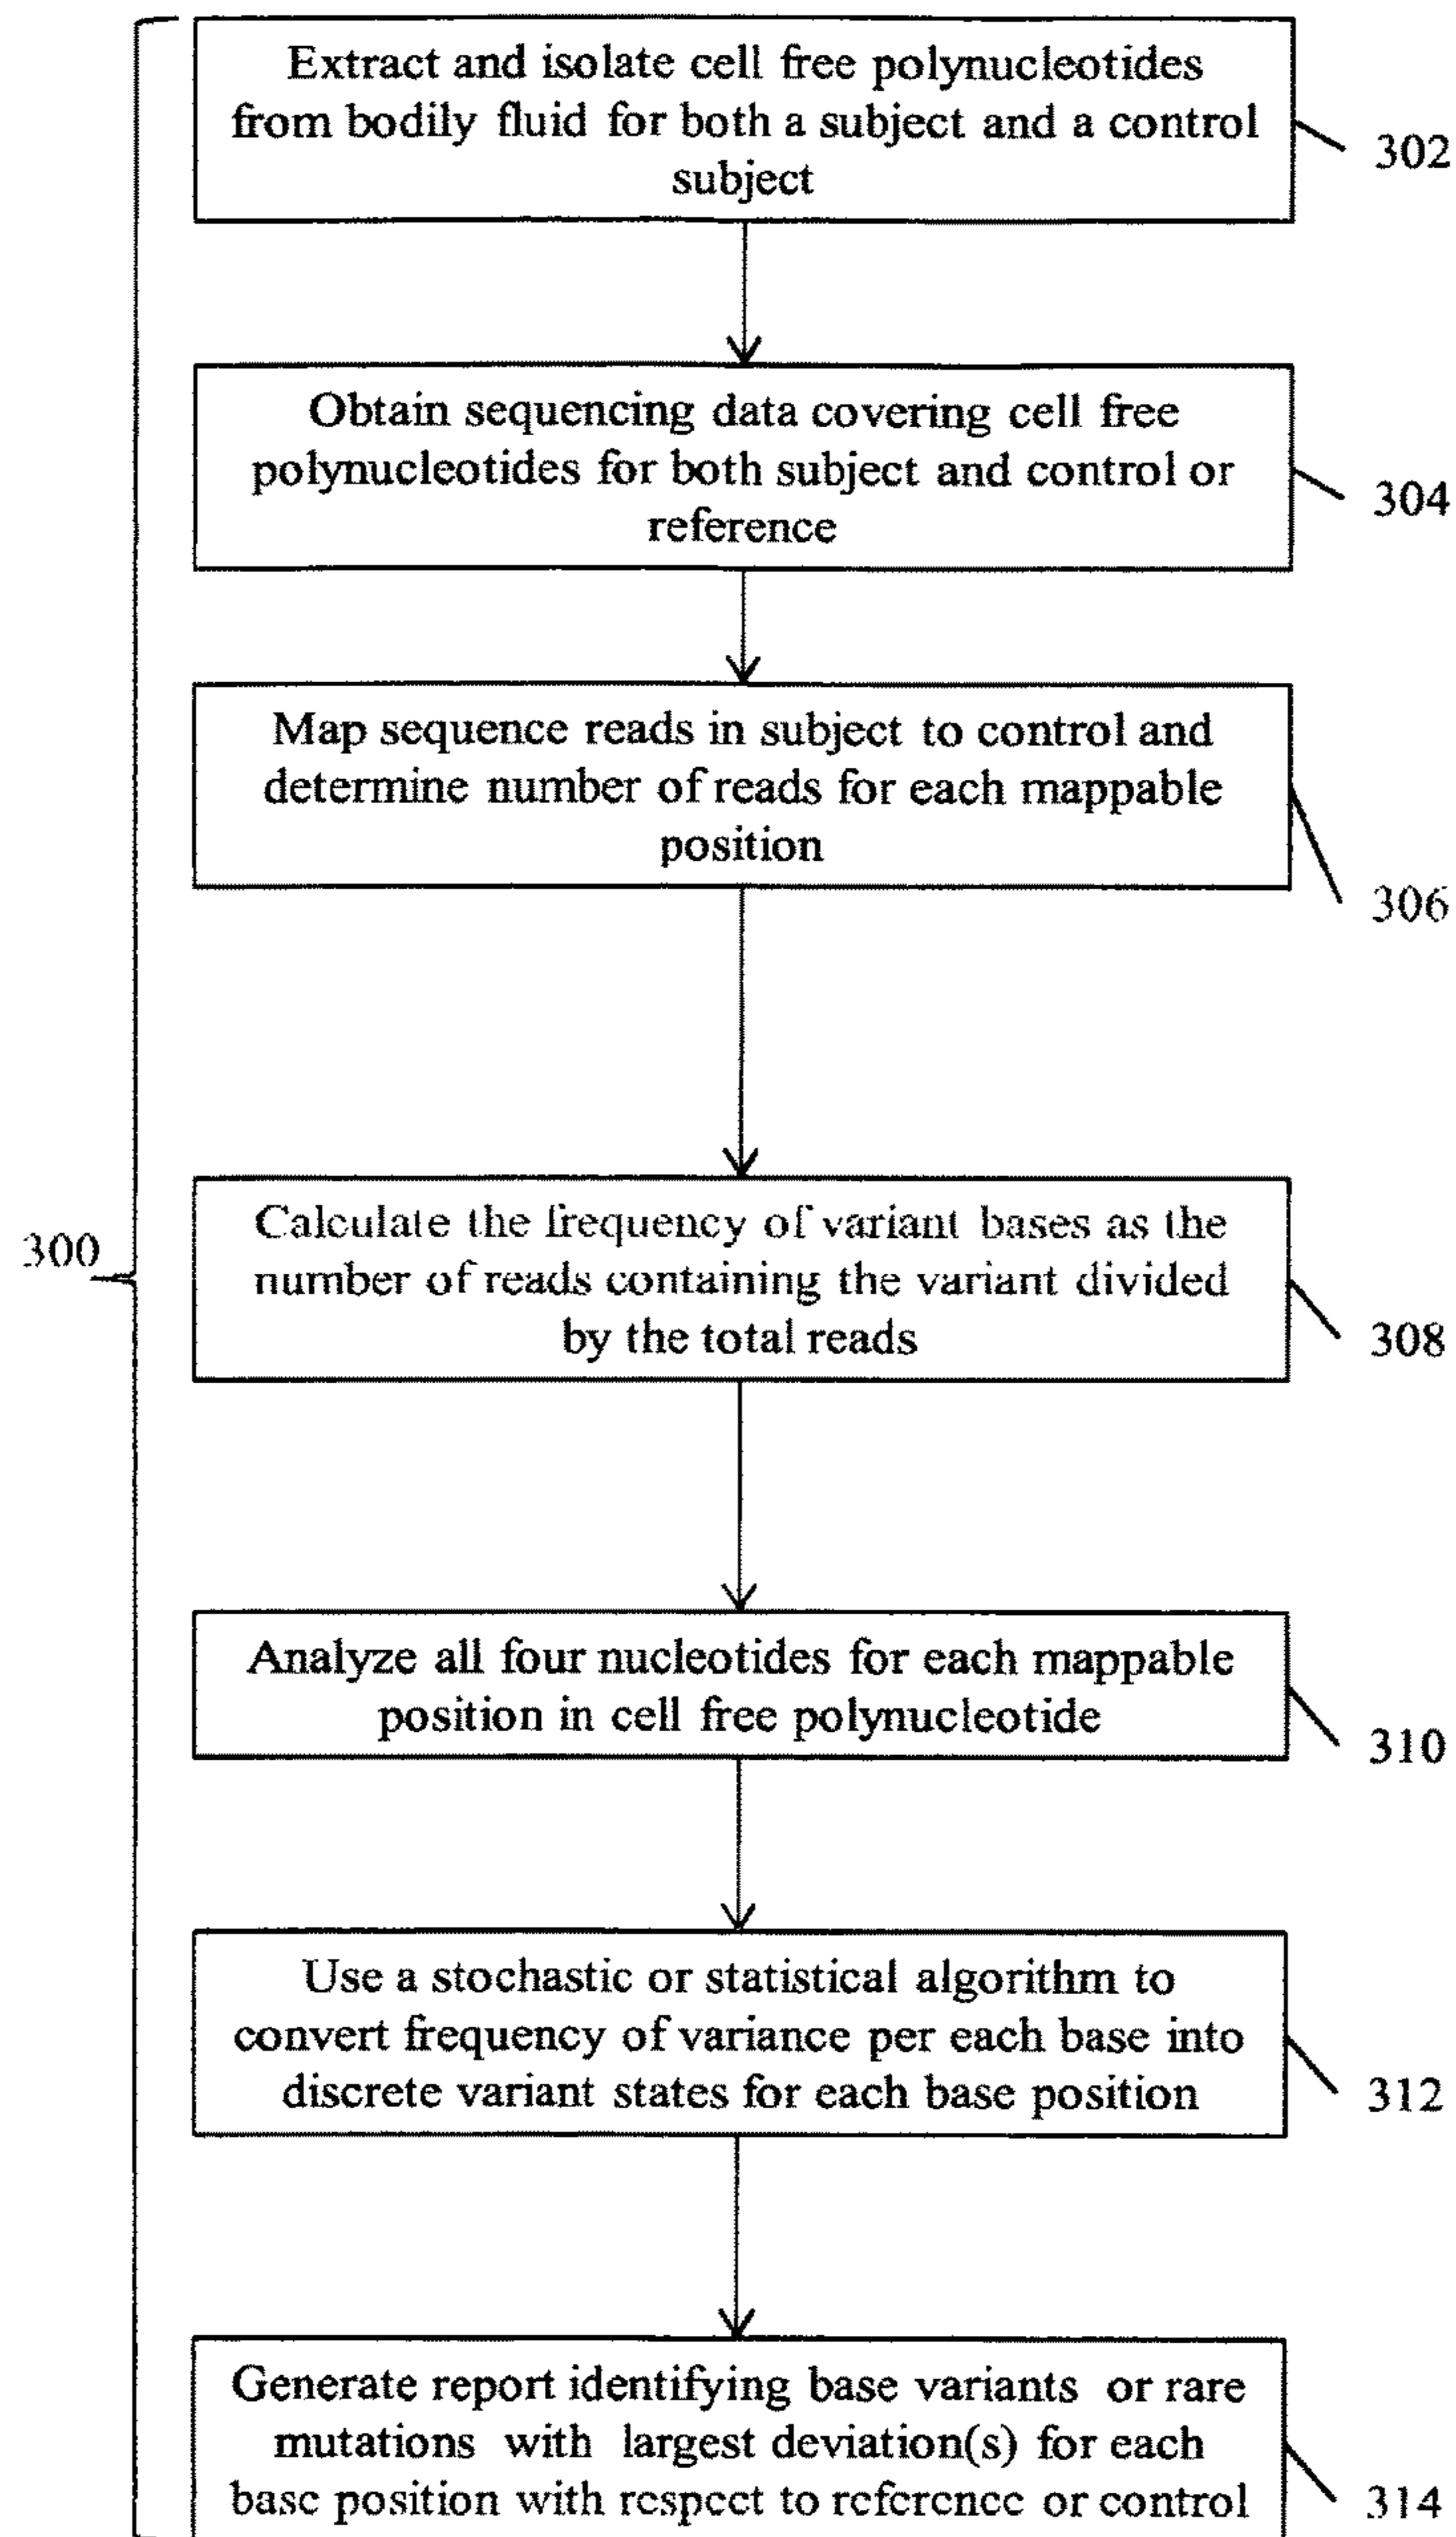 Extract and isolate cell free polynucleotides
from bodily fluid for both a subject and a control
subject
302
Obtain sequencing data covering cell free
polynucleotides for both subject and control or
reference
304
Map sequence reads in subject to control and
determine number of reads for each mappable
position
306
300
Calculate the frequency of variant bases as the
number of reads containing the variant divided
by the total reads
308
Analyze all four nucleotides for each mappable
position in cell free polynucleotide
310
Use a stochastic or statistical algorithm to
convert frequency of variance per each base into
discrete variant states for each base position
312
Generate report identifying base variants or rare
mutations with largest deviation(s) for each
base position with respect to reference or control
314